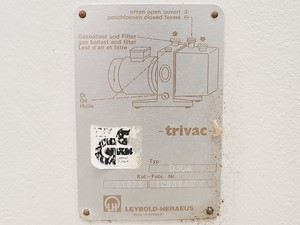 offen open ouvert
geschlossen closed fermé
Gasballast und Filter
gas ballast and filter
Lest d'air et filtre
Öl
Oil
Huile
trivac
Typ
Kat.- Fabr. Nr.
LEYBOLD-HERAEUS